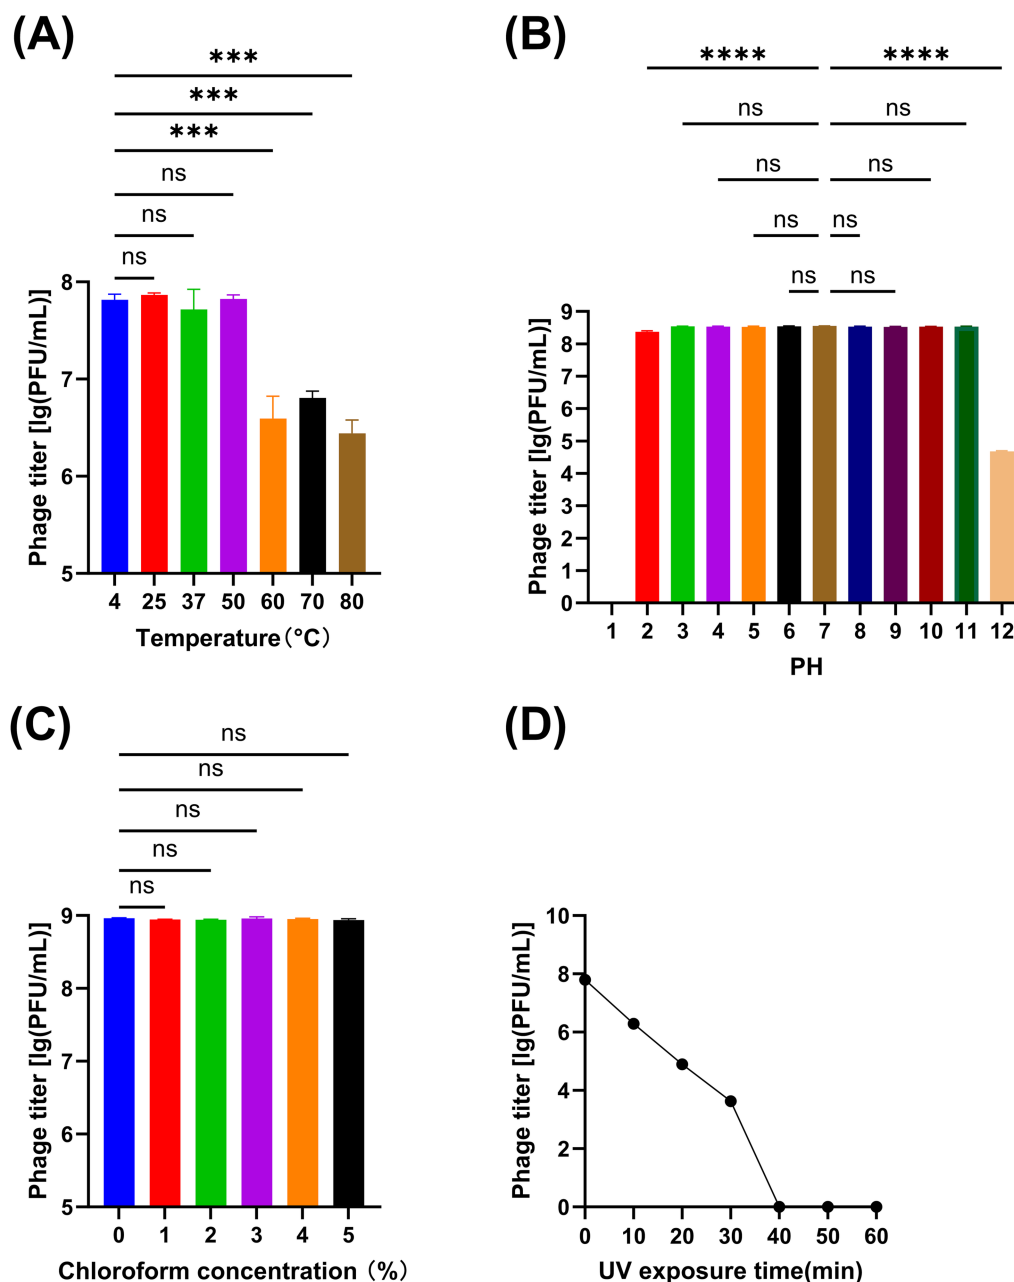 (A)
***
***
***
ns
ns
ns
Phage titer [lg(PFU/mL)]
8
7
6
5
4 25 37 50 60 70 80
Temperature（°C）
(B)
**** ****
ns ns
ns ns
ns ns
ns ns
Phage titer [lg(PFU/mL)]
9
8
7
6
5
4
3
2
1
0
1 2 3 4 5 6 7 8 9 10 11 12
PH
(C)
ns
ns
ns
ns
ns
Phage titer [lg(PFU/mL)]
9
8
7
6
5
0 1 2 3 4 5
Chloroform concentration（%）
(D)
Phage titer [lg(PFU/mL)]
10
8
6
4
2
0
0 10 20 30 40 50 60
UV exposure time(min)